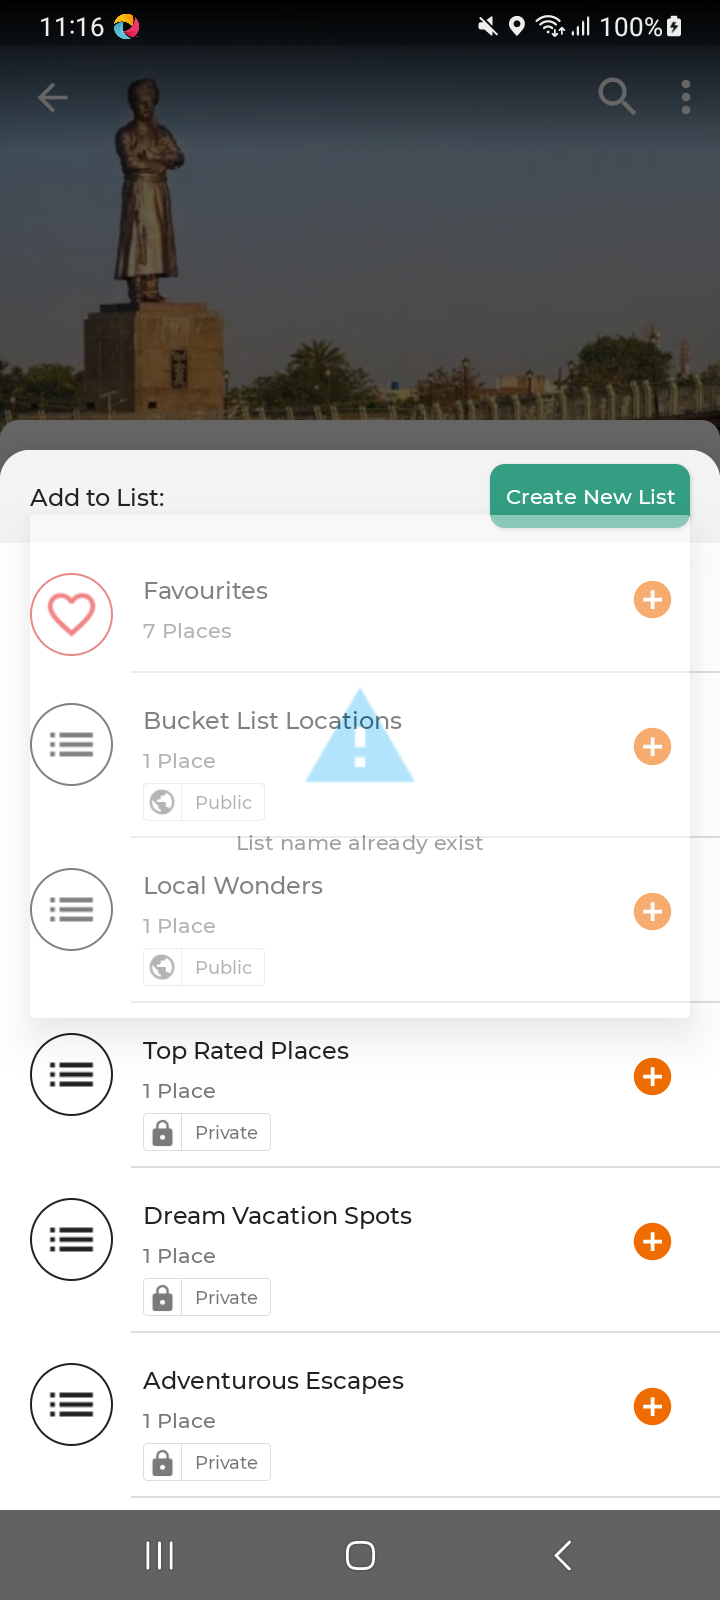 11:16
100%
Add to List:
Create New List
Favourites
7 Places
Bucket List Locations
1 Place
Public
List name already exist
Local Wonders
1 Place
Public
Top Rated Places
1 Place
Private
Dream Vacation Spots
1 Place
Private
Adventurous Escapes
1 Place
Private